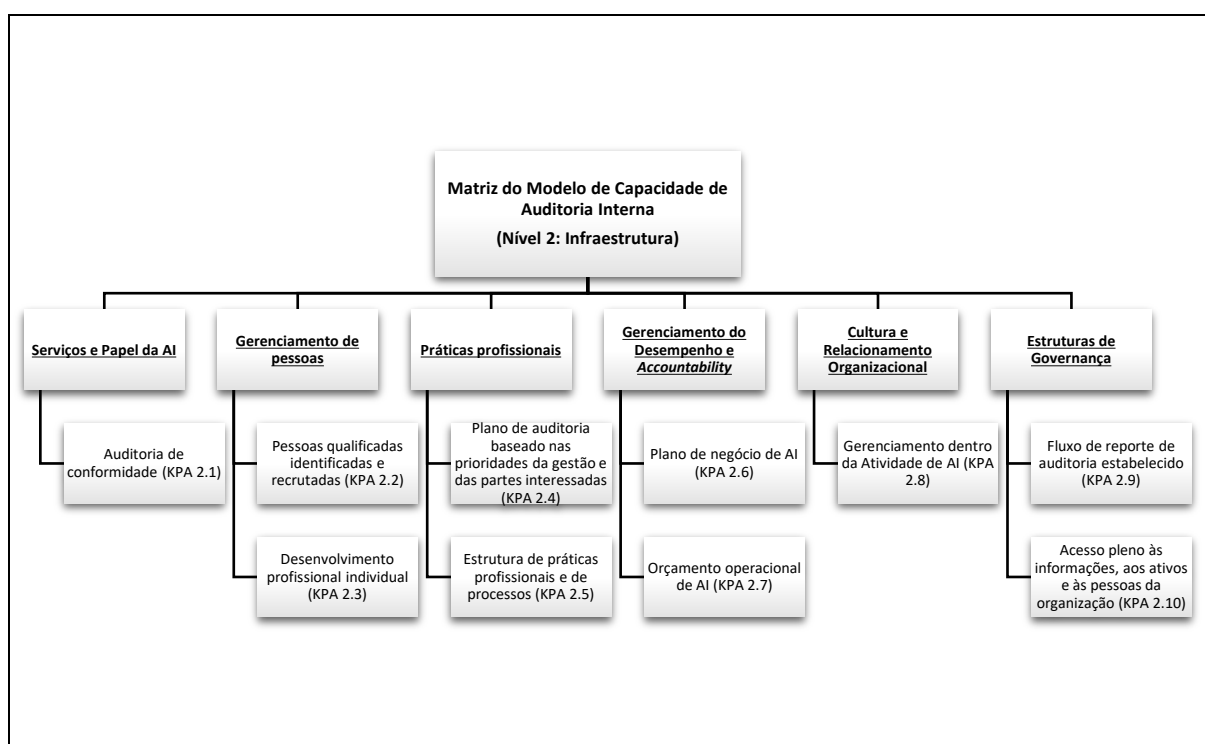 Matriz do Modelo de Capacidade de
Auditoria Interna
(Nível 2: Infraestrutura)
Serviços e Papel da AI
Gerenciamento de
pessoas
Práticas profissionais
Gerenciamento do
Desempenho e
Accountability
Cultura e
Relacionamento
Organizacional
Estruturas de
Governança
Auditoria de
conformidade (KPA 2.1)
Pessoas qualificadas
identificadas e
recrutadas (KPA 2.2)
Plano de auditoria
baseado nas
prioridades da gestão e
das partes interessadas
(KPA 2.4)
Plano de negócio de AI
(KPA 2.6)
Gerenciamento dentro
da Atividade de AI (KPA
2.8)
Fluxo de reporte de
auditoria estabelecido
(KPA 2.9)
Desenvolvimento
profissional individual
(KPA 2.3)
Estrutura de práticas
profissionais e de
processos (KPA 2.5)
Orçamento operacional
de AI (KPA 2.7)
Acesso pleno às
informações, aos ativos
e às pessoas da
organização (KPA 2.10)